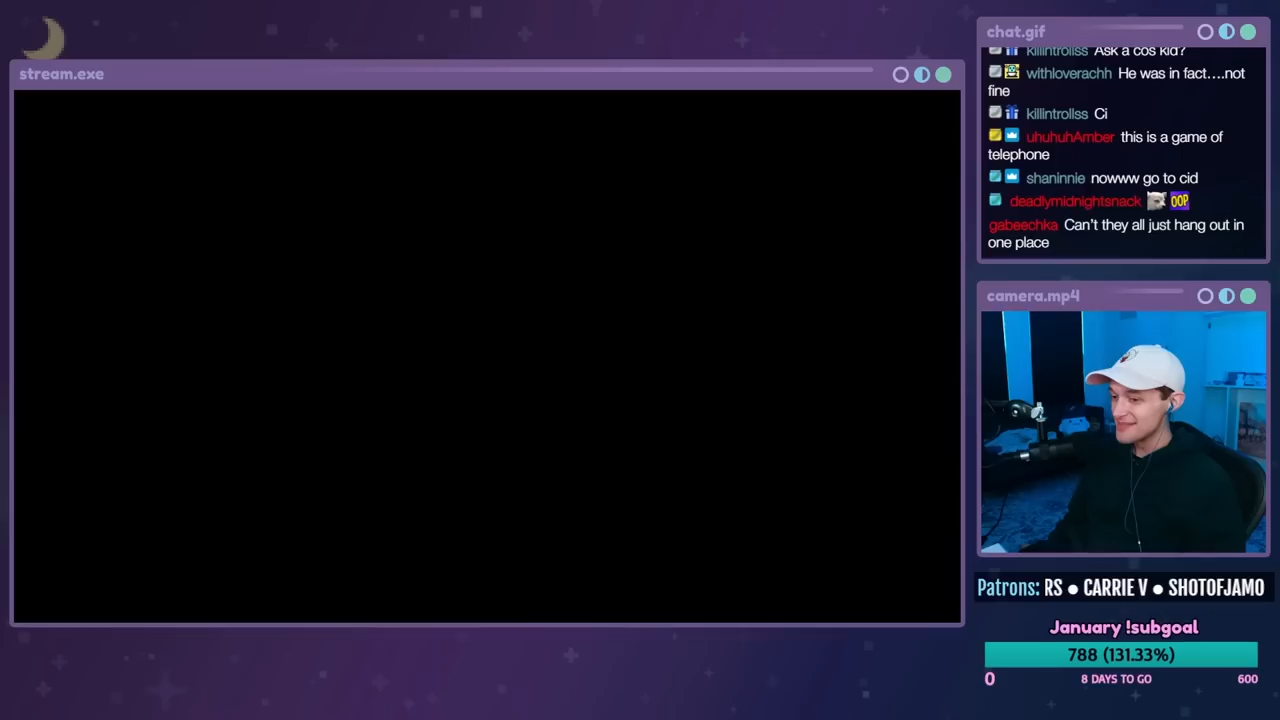 stream.exe
chat.gif
killintrollss Ask a cos kid?
withloverachh He was in fact....not
fine
killintrollss Ci
uhuhuhAmber this is a game of
telephone
shaninnie nowww go to cid
deadlymidnightsnack OOP
gabeechka Can't they all just hang out in
one place
camera.mp4
Patrons: RS ● CARRIE V ● SHOTOFJAMO
January !subgoal
788 (131.33%)
0 8 DAYS TO GO 600